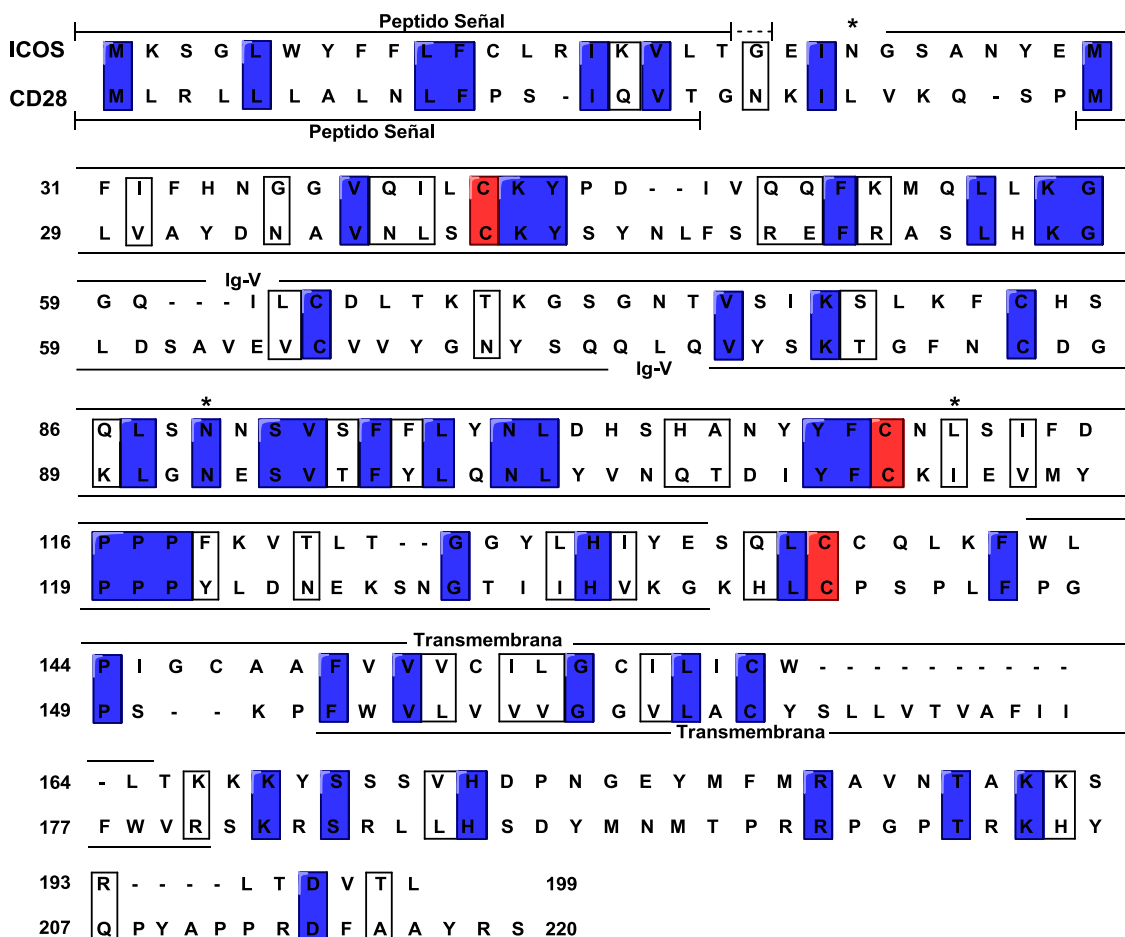 Peptido Señal
*
ICOS M K S G L W Y F F L F C L R I K V L T G E I N G S A N Y E M
CD28 M L R L L L A L N L F P S - I Q V T G N K I L V K Q - S P M
Peptido Señal
31 F I F H N G G V Q I L C K Y P D - - I V Q Q F K M Q L L K G
29 L V A Y D N A V N L S C K Y S Y N L F S R E F R A S L H K G
Ig-V
59 G Q - - - I L C D L T K T K G S G N T V S I K S L K F C H S
59 L D S A V E V C V V Y G N Y S Q Q L Q V Y S K T G F N C D G
Ig-V
* *
86 Q L S N N S V S F F L Y N L D H S H A N Y Y F C N L S I F D
89 K L G N E S V T F Y L Q N L Y V N Q T D I Y F C K I E V M Y
116 P P P F K V T L T - - G G Y L H I Y E S Q L C C Q L K F W L
119 P P P Y L D N E K S N G T I I H V K G K H L C P S P L F P G
Transmembrana
144 P I G C A A F V V V C I L G C I L I C W - - - - - - - - - -
149 P S - - K P F W V L V V V G G V L A C Y S L L V T V A F I I
Transmembrana
164 - L T K K K Y S S S V H D P N G E Y M F M R A V N T A K K S
177 F W V R S K R S R L L H S D Y M N M T P R R P G P T R K H Y
193 R - - - - L T D V T L 199
207 Q P Y A P P R D F A A Y R S 220